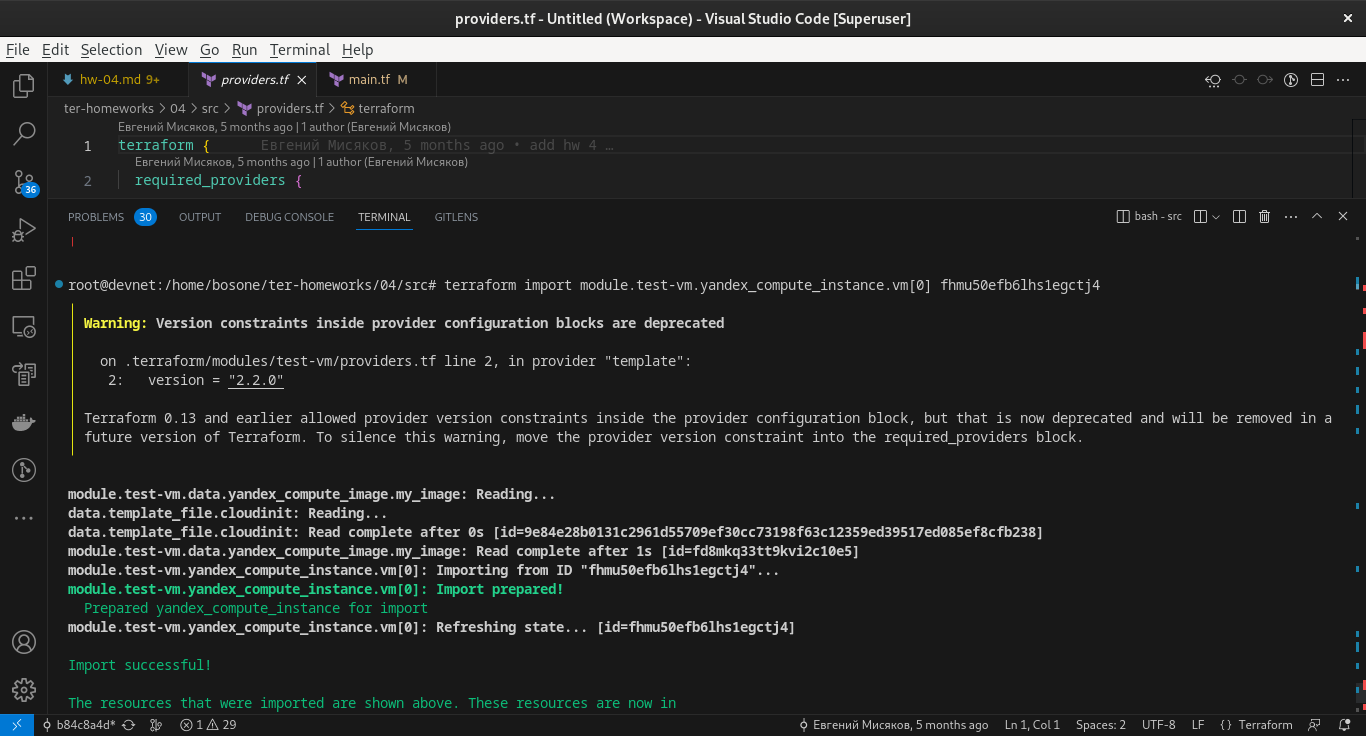 providers.tf - Untitled (Workspace) - Visual Studio Code [Superuser]
File Edit Selection View Go Run Terminal Help
hw-04.md 9+ providers.tf main.tf M
ter-homeworks > 04 > src > providers.tf > terraform
Евгений Мисяков, 5 months ago | 1 author (Евгений Мисяков)
1 terraform { Евгений Мисяков, 5 months ago • add hw 4 …
Евгений Мисяков, 5 months ago | 1 author (Евгений Мисяков)
2 required_providers {
36
PROBLEMS 30 OUTPUT DEBUG CONSOLE TERMINAL GITLENS bash - src
root@devnet:/home/bosone/ter-homeworks/04/src# terraform import module.test-vm.yandex_compute_instance.vm[0] fhmu50efb6lhs1egctj4
Warning: Version constraints inside provider configuration blocks are deprecated
on .terraform/modules/test-vm/providers.tf line 2, in provider "template":
2: version = "2.2.0"
Terraform 0.13 and earlier allowed provider version constraints inside the provider configuration block, but that is now deprecated and will be removed in a
future version of Terraform. To silence this warning, move the provider version constraint into the required_providers block.
module.test-vm.data.yandex_compute_image.my_image: Reading...
data.template_file.cloudinit: Reading...
data.template_file.cloudinit: Read complete after 0s [id=9e84e28b0131c2961d55709ef30cc73198f63c12359ed39517ed085ef8cfb238]
module.test-vm.data.yandex_compute_image.my_image: Read complete after 1s [id=fd8mkq33tt9kvi2c10e5]
module.test-vm.yandex_compute_instance.vm[0]: Importing from ID "fhmu50efb6lhs1egctj4"...
module.test-vm.yandex_compute_instance.vm[0]: Import prepared!
Prepared yandex_compute_instance for import
module.test-vm.yandex_compute_instance.vm[0]: Refreshing state... [id=fhmu50efb6lhs1egctj4]
Import successful!
The resources that were imported are shown above. These resources are now in
b84c8a4d* 1 29 Евгений Мисяков, 5 months ago Ln 1, Col 1 Spaces: 2 UTF-8 LF {} Terraform